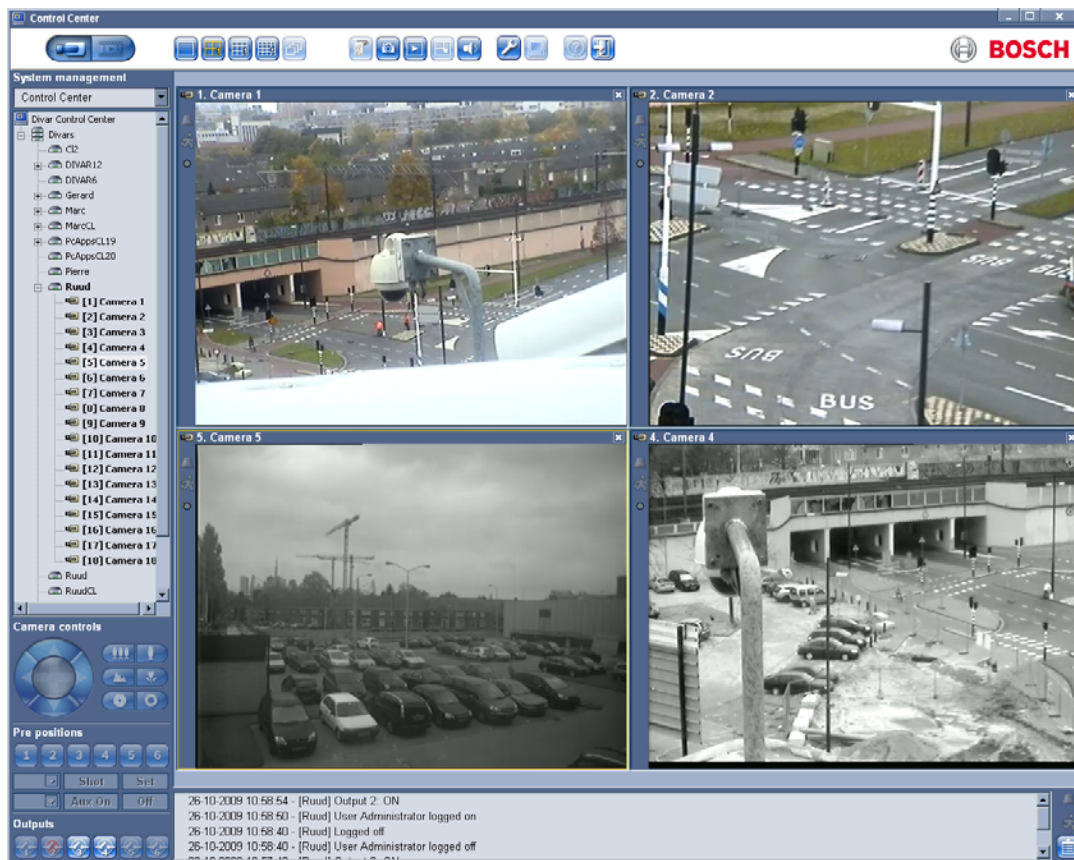 Control Center
BOSCH
System management
Control Center
Divar Control Center
Divars
Cl2
DIVAR12
DIVAR6
Gerard
Marc
MarcCL
PcAppsCL19
PcAppsCL20
Pierre
Ruud
[1] Camera 1
[2] Camera 2
[3] Camera 3
[4] Camera 4
[5] Camera 5
[6] Camera 6
[7] Camera 7
[8] Camera 8
[9] Camera 9
[10] Camera 10
[11] Camera 11
[12] Camera 12
[13] Camera 13
[14] Camera 14
[15] Camera 15
[16] Camera 16
[17] Camera 17
[18] Camera 18
Ruud
RuudCL
Camera controls
Pre positions
1 2 3 4 5 6
Shot Set
Aux On Off
Outputs
1. Camera 1
2. Camera 2
BUS
BUS
BUS
BUS
5. Camera 5
4. Camera 4
26-10-2009 10:58:54 - [Ruud] Output 2: ON
26-10-2009 10:58:50 - [Ruud] User Administrator logged on
26-10-2009 10:58:40 - [Ruud] Logged off
26-10-2009 10:58:40 - [Ruud] User Administrator logged off